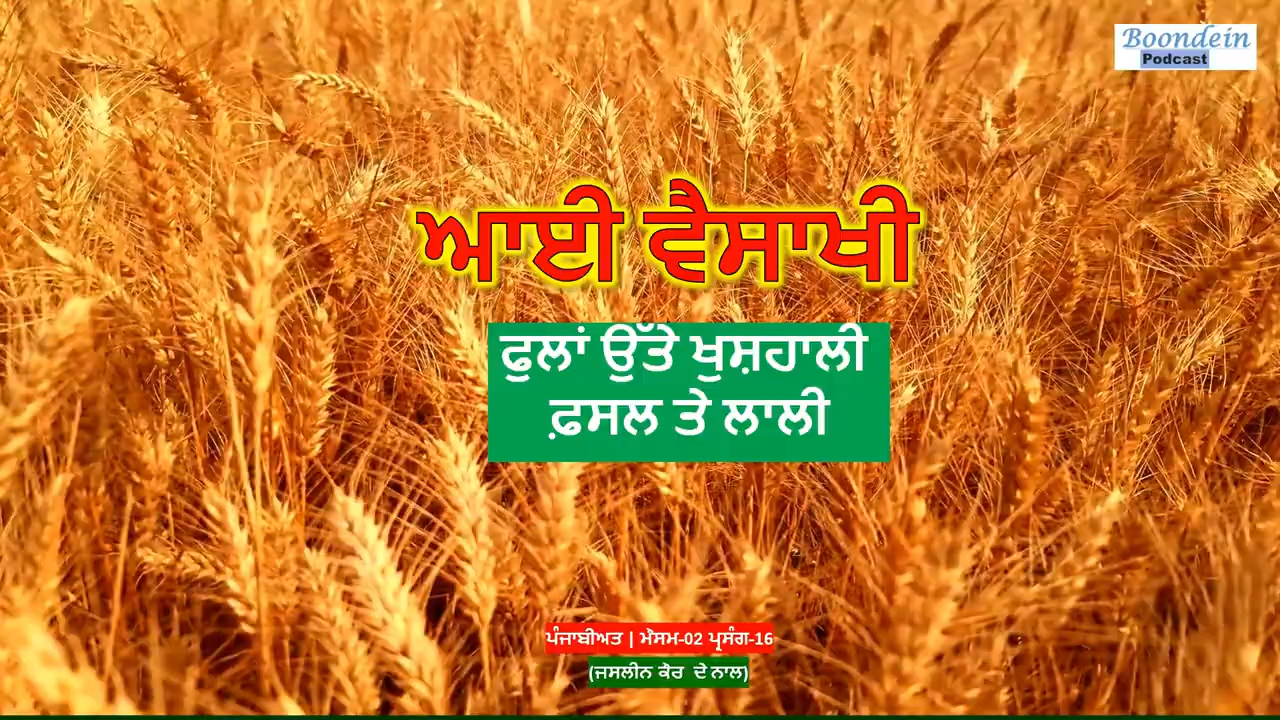 Boondein
Podcast
ਆਈ ਵੈਸਾਖੀ
ਫੁਲਾਂ ਉੱਤੇ ਖੁਸ਼ਹਾਲੀ
ਫ਼ਸਲ ਤੇ ਲਾਲੀ
ਪੰਜਾਬੀਅਤ | ਮੌਸਮ-02 ਪ੍ਰਸੰਗ-16
(ਜਸਲੀਨ ਕੌਰ ਦੇ ਨਾਲ)